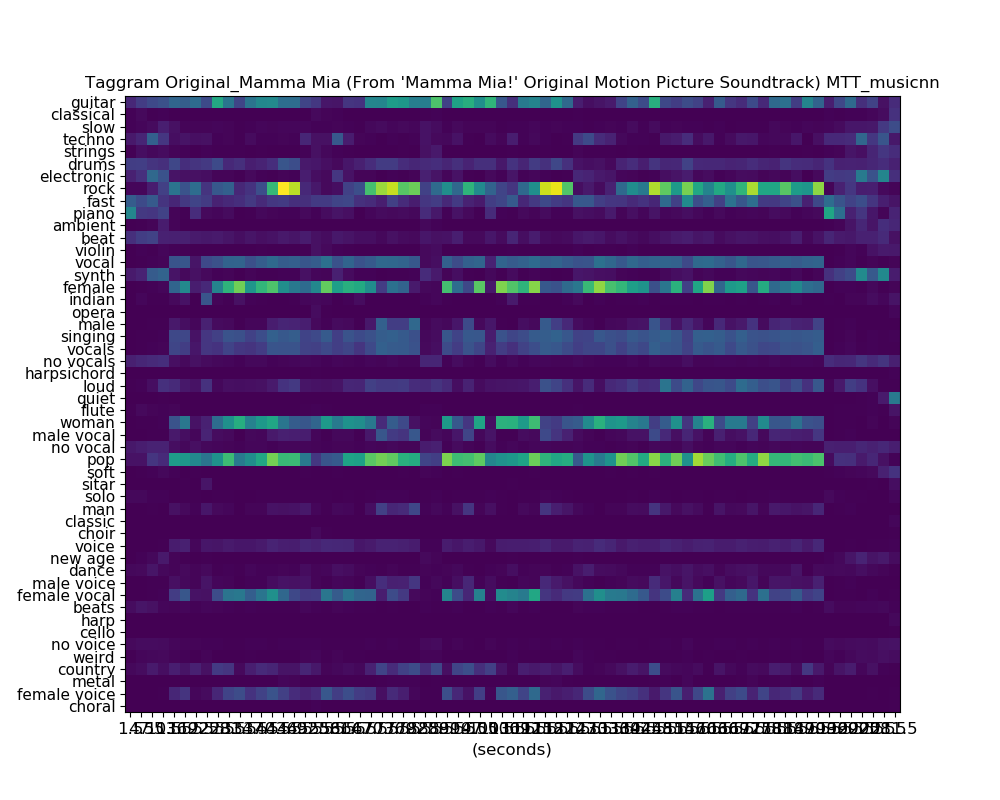 Taggram Original_Mamma Mia (From 'Mamma Mia!' Original Motion Picture Soundtrack) MTT_musicnn
guitar
classical
slow
techno
strings
drums
electronic
rock
fast
piano
ambient
beat
violin
vocal
synth
female
indian
opera
male
singing
vocals
no vocals
harpsichord
loud
quiet
flute
woman
male vocal
no vocal
pop
soft
sitar
solo
man
classic
choir
voice
new age
dance
male voice
female vocal
beats
harp
cello
no voice
weird
country
metal
female voice
choral
(seconds)